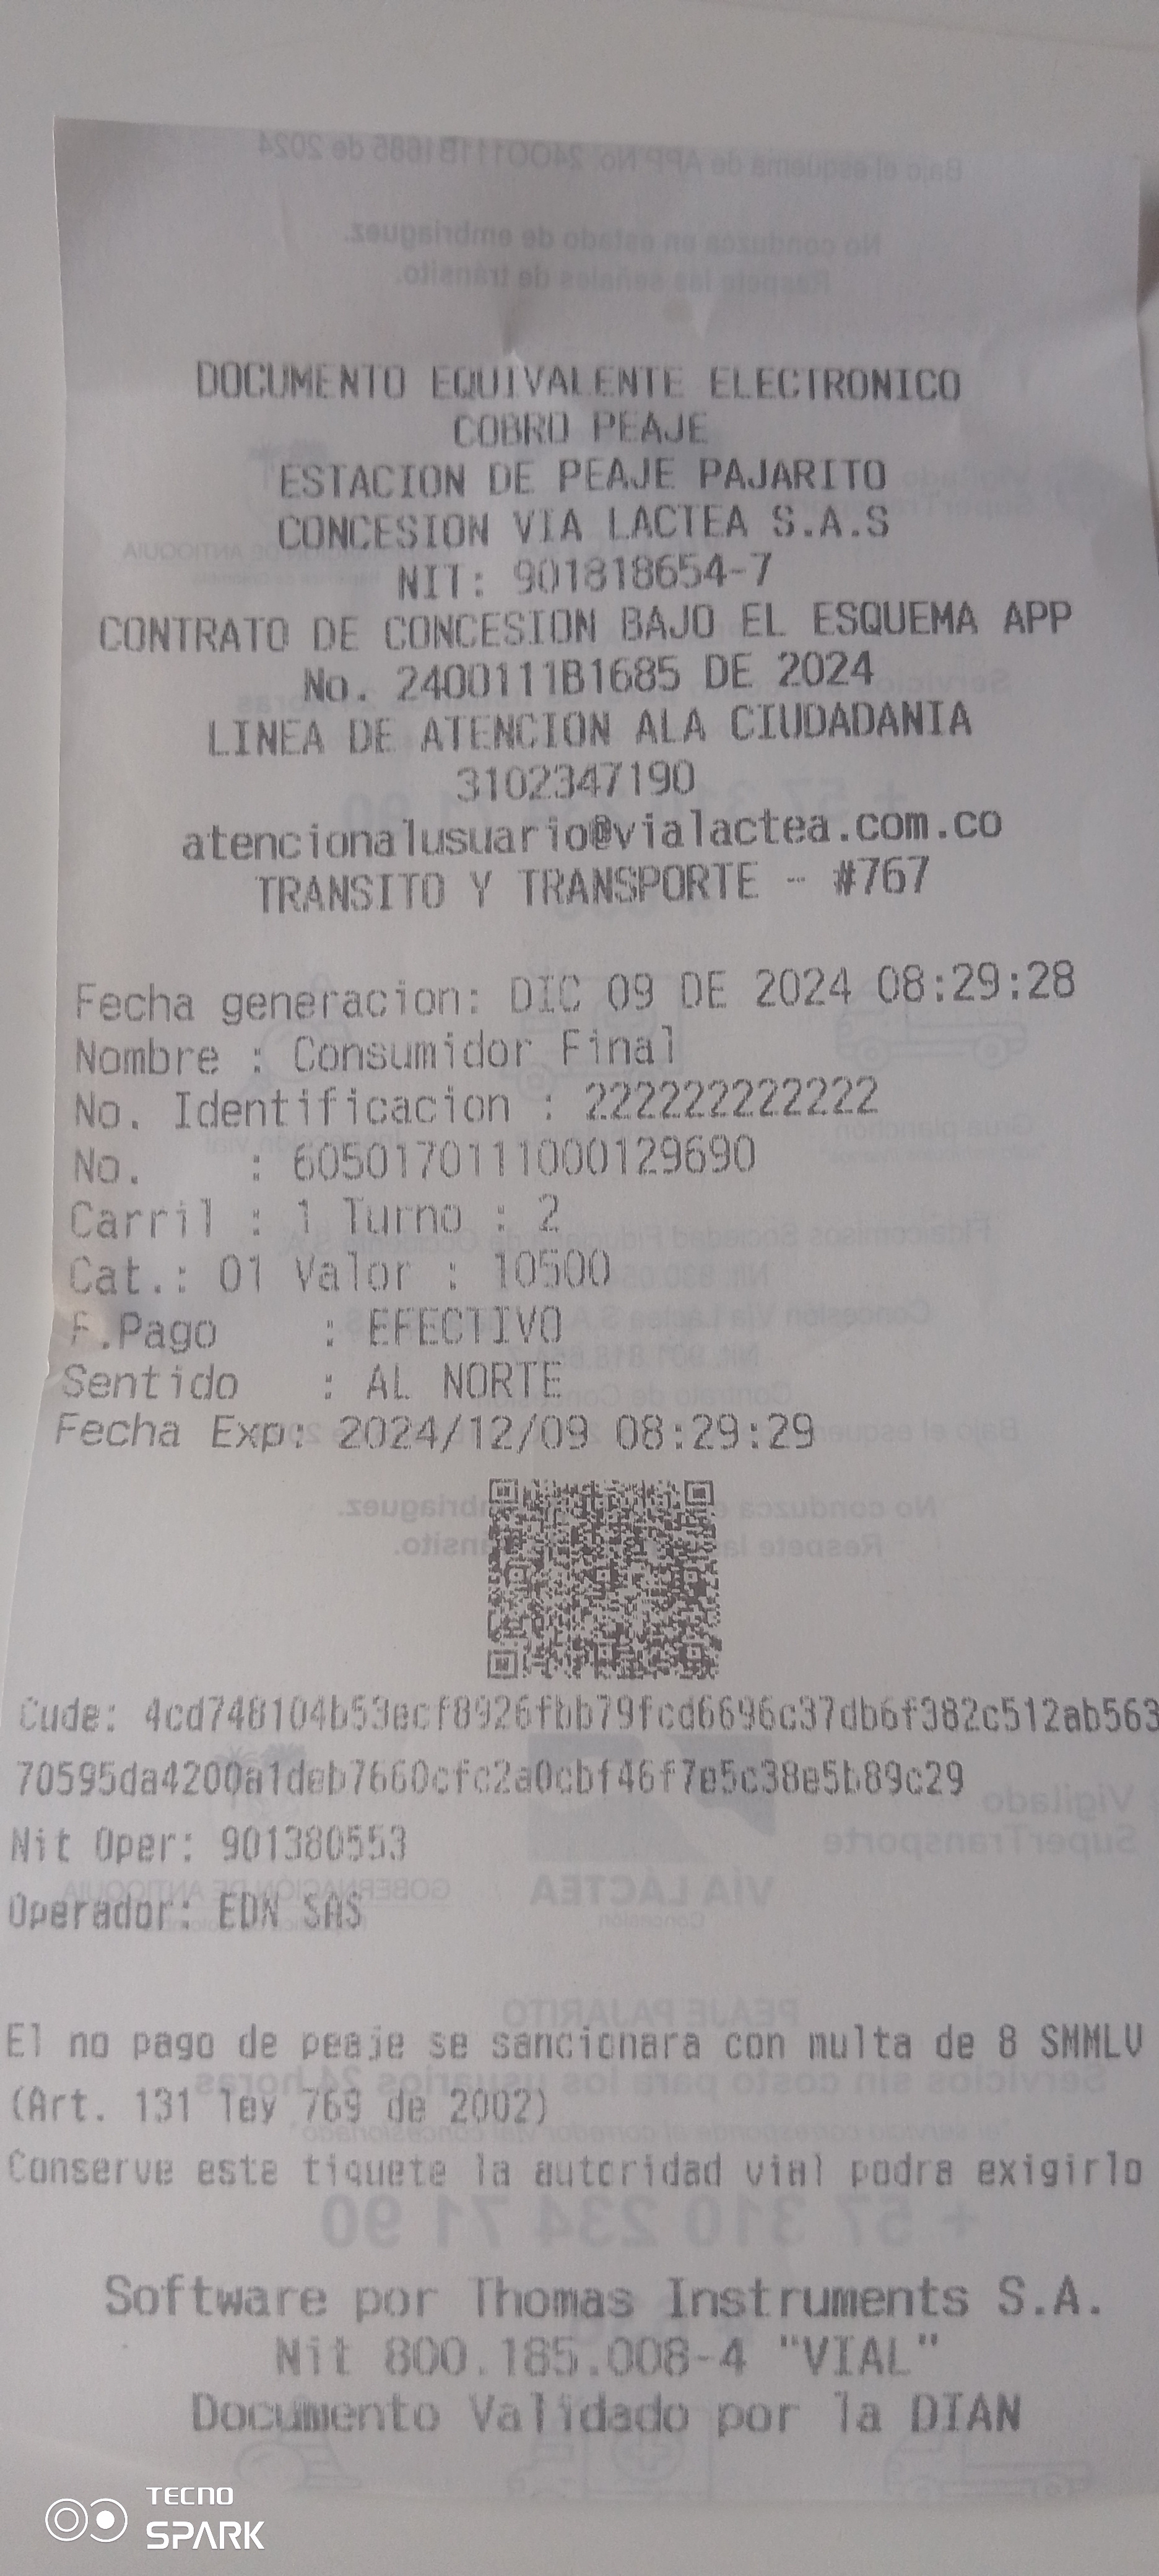 DOCUMENTO EQUIVALENTE ELECTRONICO
COBRO PEAJE
ESTACION DE PEAJE PAJARITO
CONCESION VIA LACTEA S.A.S
NIT: 901818654-7
CONTRATO DE CONCESION BAJO EL ESQUEMA APP
No. 2400111B1685 DE 2024
LINEA DE ATENCION ALA CIUDADANIA
3102347190
atencionalusuario@vialactea.com.co
TRANSITO Y TRANSPORTE - #767
Fecha generacion: DIC 09 DE 2024 08:29:28
Nombre : Consumidor Final
No. Identificacion : 222222222222
No. : 6050170111000129690
Carril : 1 Turno : 2
Cat.: 01 Valor : 10500
F.Pago : EFECTIVO
Sentido : AL NORTE
Fecha Exp: 2024/12/09 08:29:29
Cude: 4cd748104b53ecf8926fbb79fcd6696c37db6f382c512ab563
70595da4200a1deb7660cfc2a0cbf46f7e5c38e5b89c29
Nit Oper: 901380553
Operador: EDN SAS
El no pago de peaje se sancionara con multa de 8 SMMLV
(Art. 131 ley 769 de 2002)
Conserve este tiquete la autoridad vial podra exigirlo
Software por Thomas Instruments S.A.
Nit 800.185.008-4 "VIAL"
Documento Validado por la DIAN
TECNO
SPARK